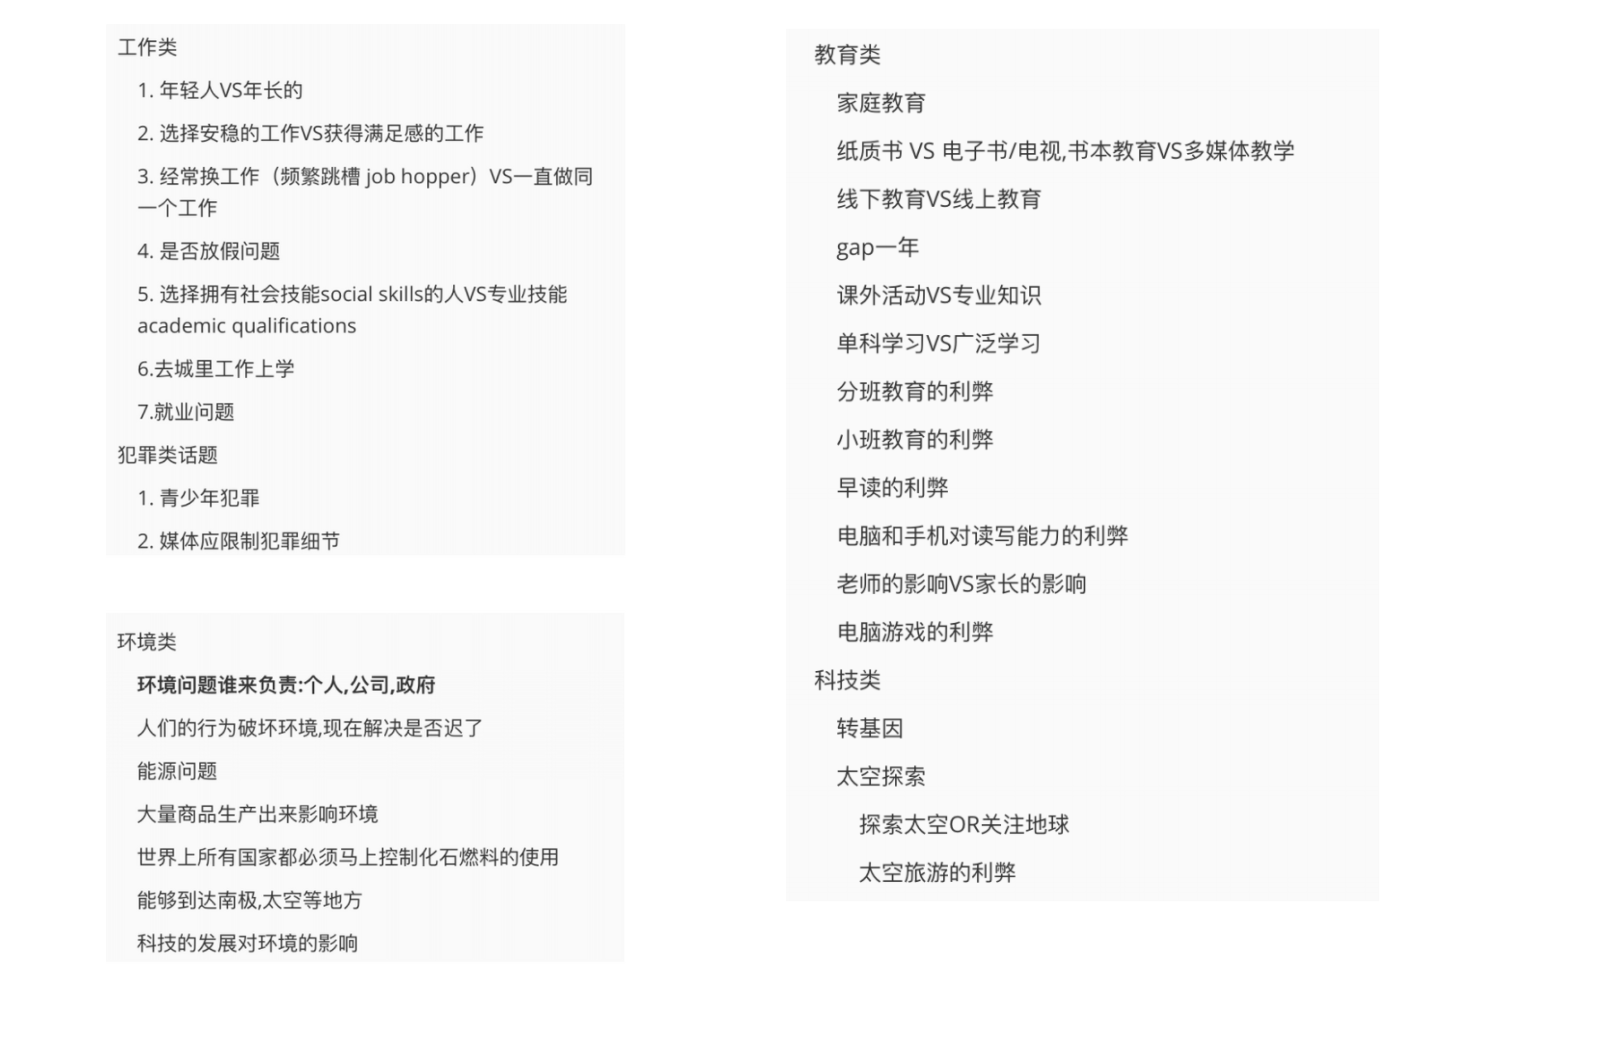 工作类
1. 年轻人VS年长的
2. 选择安稳的工作VS获得满足感的工作
3. 经常换工作（频繁跳槽 job hopper）VS一直做同
一个工作
4. 是否放假问题
5. 选择拥有社会技能social skills的人VS专业技能
academic qualifications
6.去城里工作上学
7.就业问题
犯罪类话题
1. 青少年犯罪
2. 媒体应限制犯罪细节
环境类
环境问题谁来负责:个人,公司,政府
人们的行为破坏环境,现在解决是否迟了
能源问题
大量商品生产出来影响环境
世界上所有国家都必须马上控制化石燃料的使用
能够到达南极,太空等地方
科技的发展对环境的影响
教育类
家庭教育
纸质书 VS 电子书/电视,书本教育VS多媒体教学
线下教育VS线上教育
gap一年
课外活动VS专业知识
单科学习VS广泛学习
分班教育的利弊
小班教育的利弊
早读的利弊
电脑和手机对读写能力的利弊
老师的影响VS家长的影响
电脑游戏的利弊
科技类
转基因
太空探索
探索太空OR关注地球
太空旅游的利弊